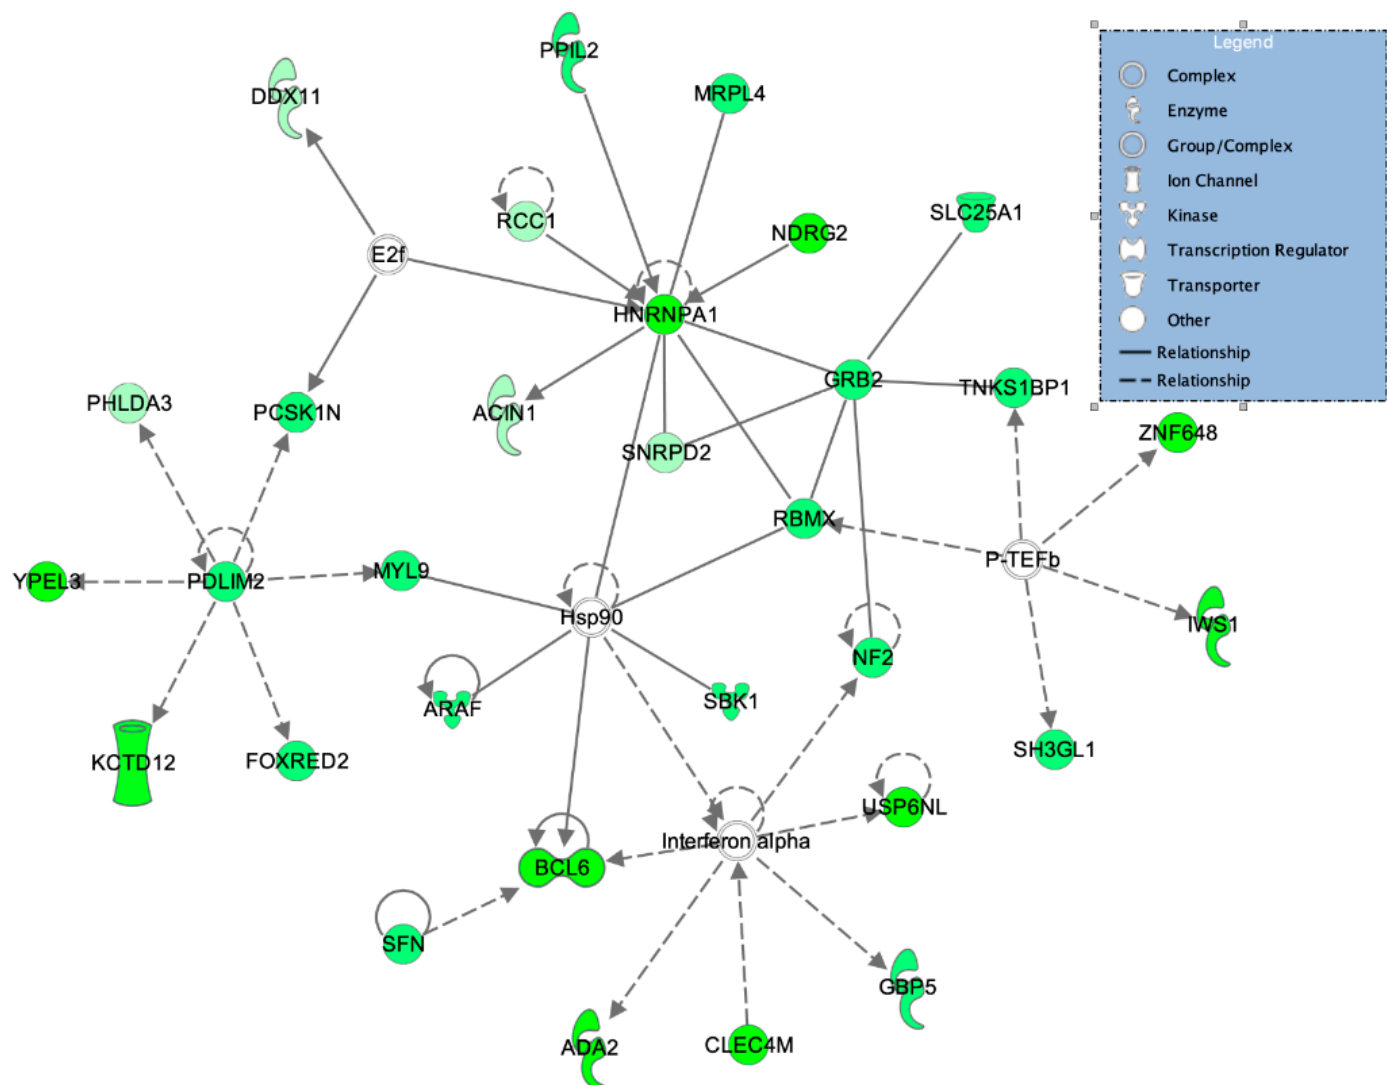 Legend
Complex
Enzyme
Group/Complex
Ion Channel
Kinase
Transcription Regulator
Transporter
Other
Relationship
Relationship
PPIL2
DDX11
MRPL4
RCC1
NDRG2
SLC25A1
E2f
HNRNPA1
GRB2
TNKS1BP1
PHLDA3
PCSK1N
ACIN1
ZNF648
SNRPD2
RBMX
P-TEFb
YPEL3
PDLIM2
MYL9
Hsp90
IWS1
NF2
ARAF
SBK1
SH3GL1
KCTD12
FOXRED2
USP6NL
Interferon alpha
BCL6
SFN
GBP5
ADA2
CLEC4M